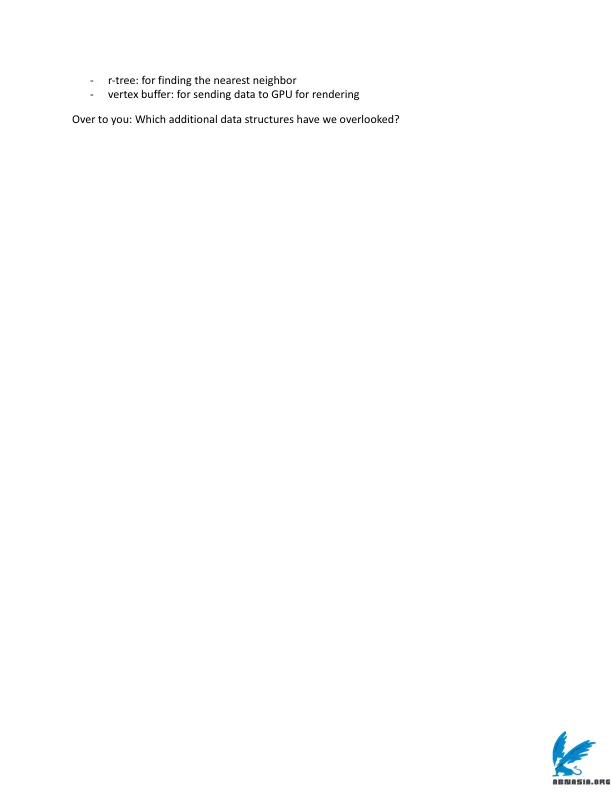 - r-tree: for finding the nearest neighbor
- vertex buffer: for sending data to GPU for rendering
Over to you: Which additional data structures have we overlooked?
ABNASIA.ORG